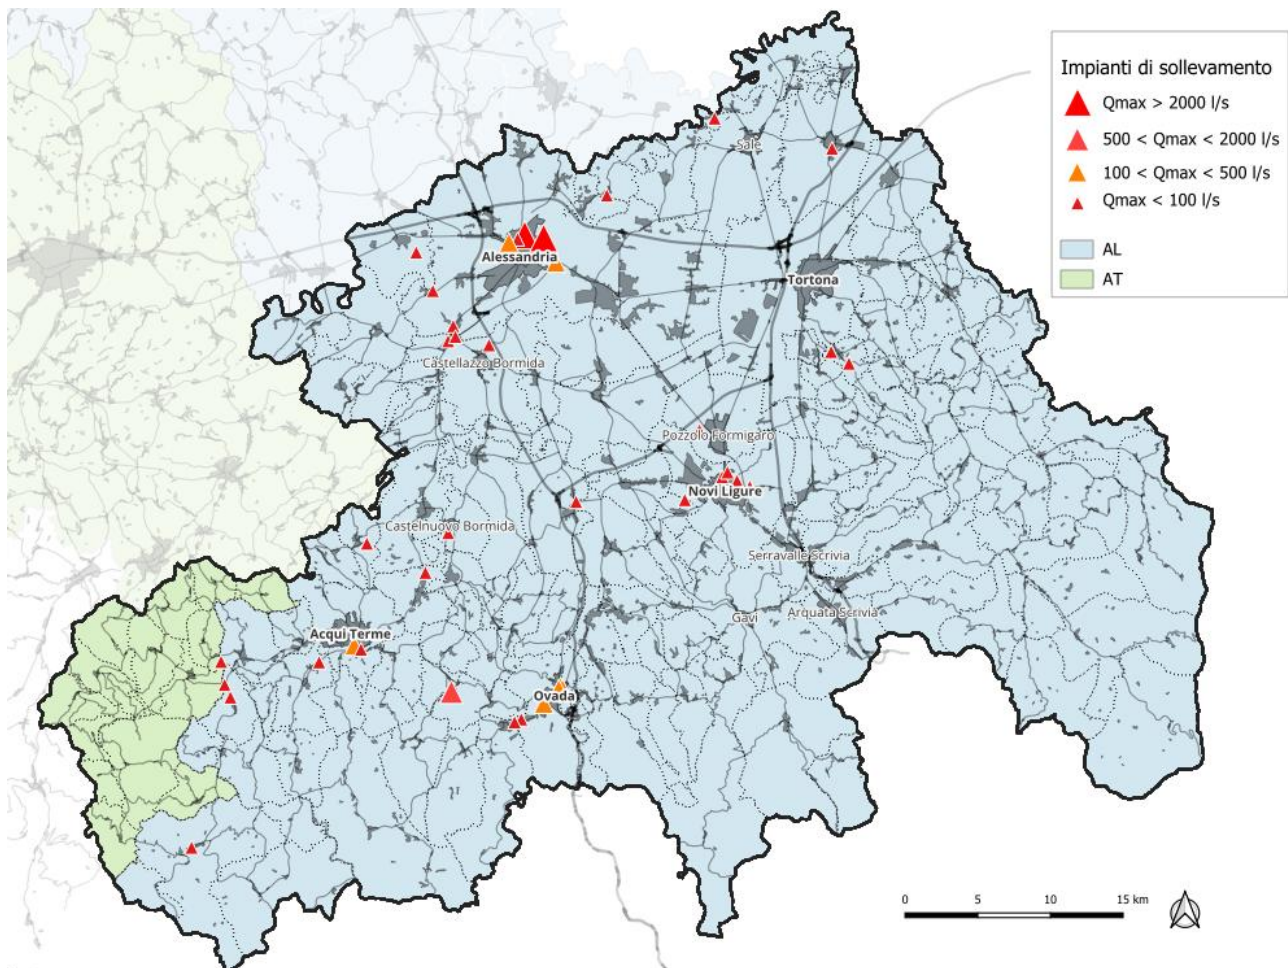 Impianti di sollevamento
Qmax > 2000 l/s
500 < Qmax < 2000 l/s
100 < Qmax < 500 l/s
Qmax < 100 l/s
AL
AT
Sale
Alessandria
Tortona
Castellazzo Bormida
Pozzolo Formigaro
Novi Ligure
Castelnuovo Bormida
Serravalle Scrivia
Gavi
Arquata Scrivia
Acqui Terme
Ovada
0 5 10 15 km